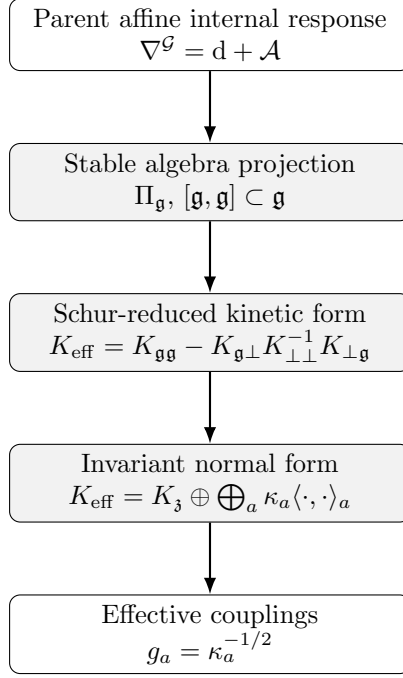 Parent affine internal response
∇^𝒢 = d + 𝒜
Stable algebra projection
Π_𝔤, [𝔤, 𝔤] ⊂ 𝔤
Schur-reduced kinetic form
K_eff = K_𝔤𝔤 − K_𝔤⊥ K_⊥⊥^−1 K_⊥𝔤
Invariant normal form
K_eff = K_𝔷 ⊕ ⨁_a κ_a⟨·, ·⟩_a
Effective couplings
g_a = κ_a^−1/2